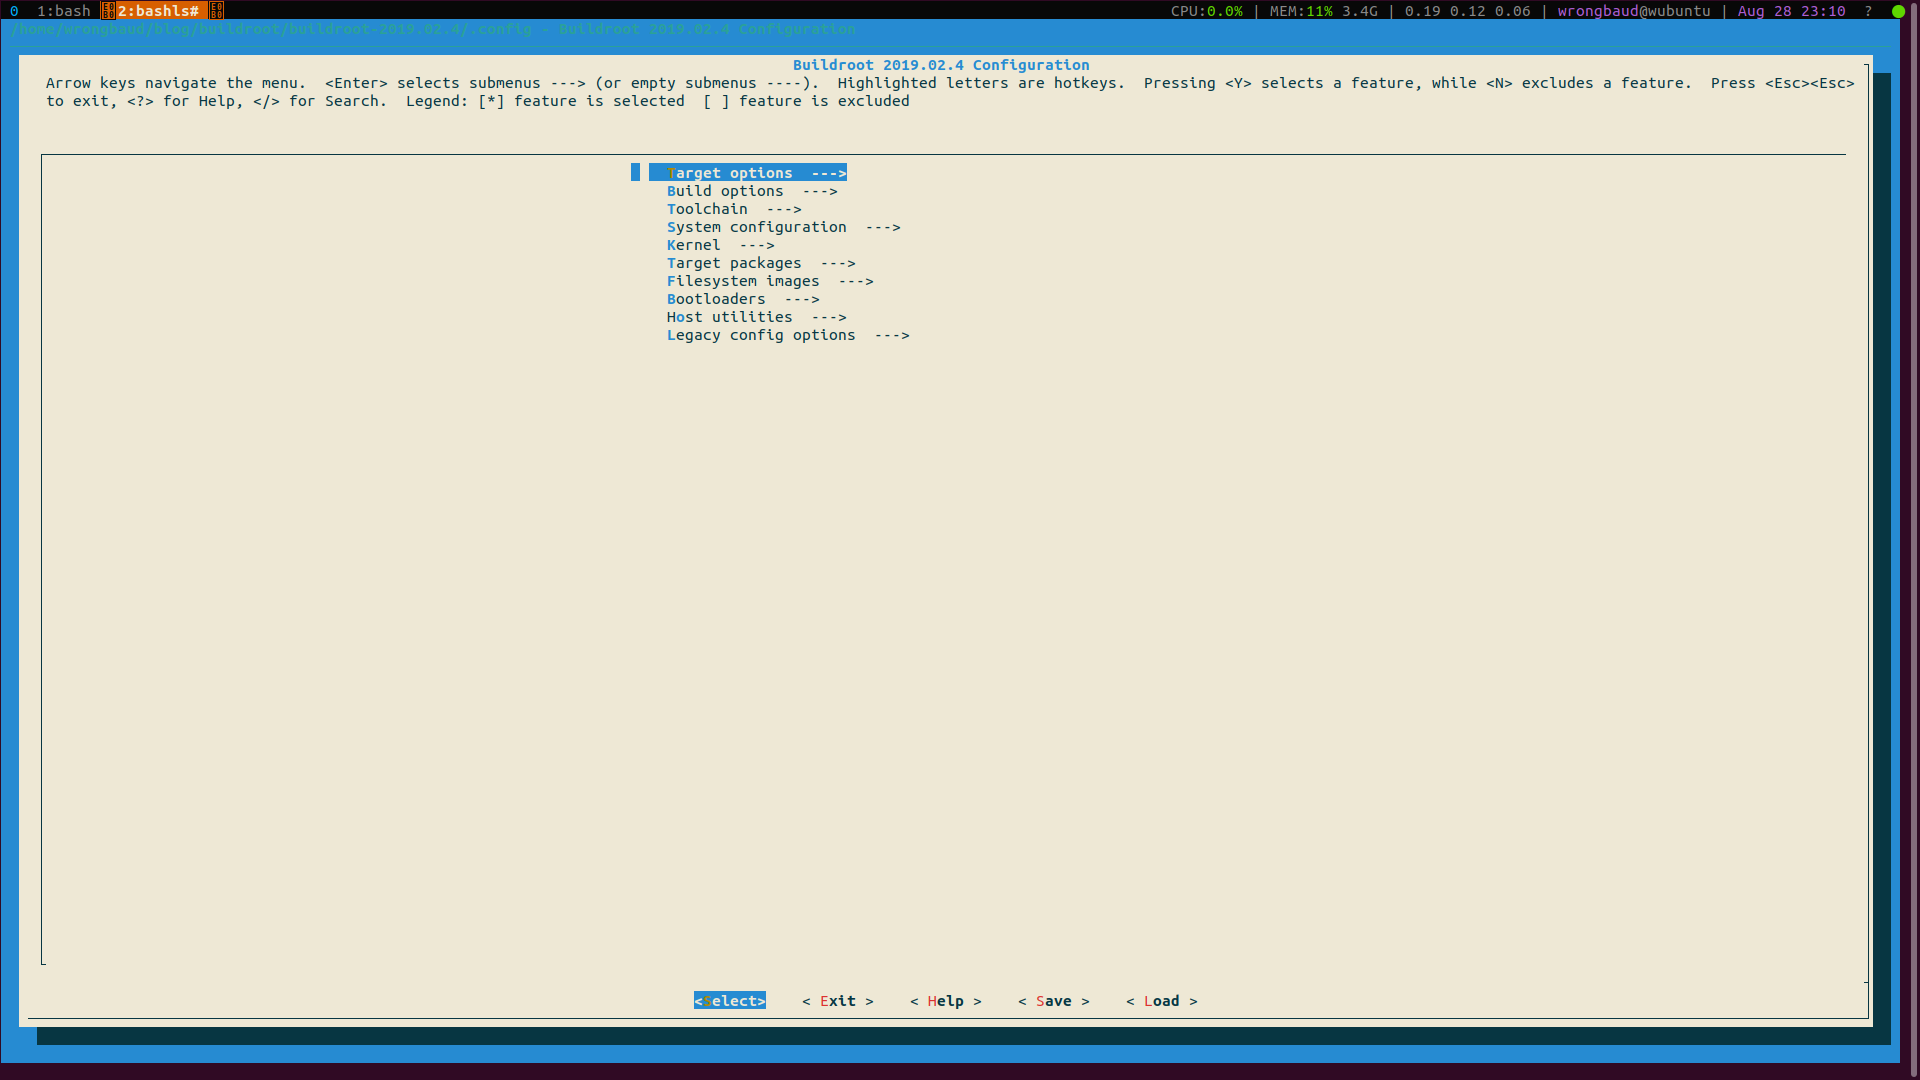 0  1:bash  2:bashls#  CPU:0.0% | MEM:11% 3.4G | 0.19 0.12 0.06 | wrongbaud@wubuntu | Aug 28 23:10  ?
/home/wrongbaud/blog/buildroot/buildroot-2019.02.4/.config - Buildroot 2019.02.4 Configuration
Buildroot 2019.02.4 Configuration
Arrow keys navigate the menu.  <Enter> selects submenus ---> (or empty submenus ----).  Highlighted letters are hotkeys.  Pressing <Y> selects a feature, while <N> excludes a feature.  Press <Esc><Esc>
to exit, <?> for Help, </> for Search.  Legend: [*] feature is selected  [ ] feature is excluded
Target options  --->
Build options  --->
Toolchain  --->
System configuration  --->
Kernel  --->
Target packages  --->
Filesystem images  --->
Bootloaders  --->
Host utilities  --->
Legacy config options  --->
<Select>    < Exit >    < Help >    < Save >    < Load >